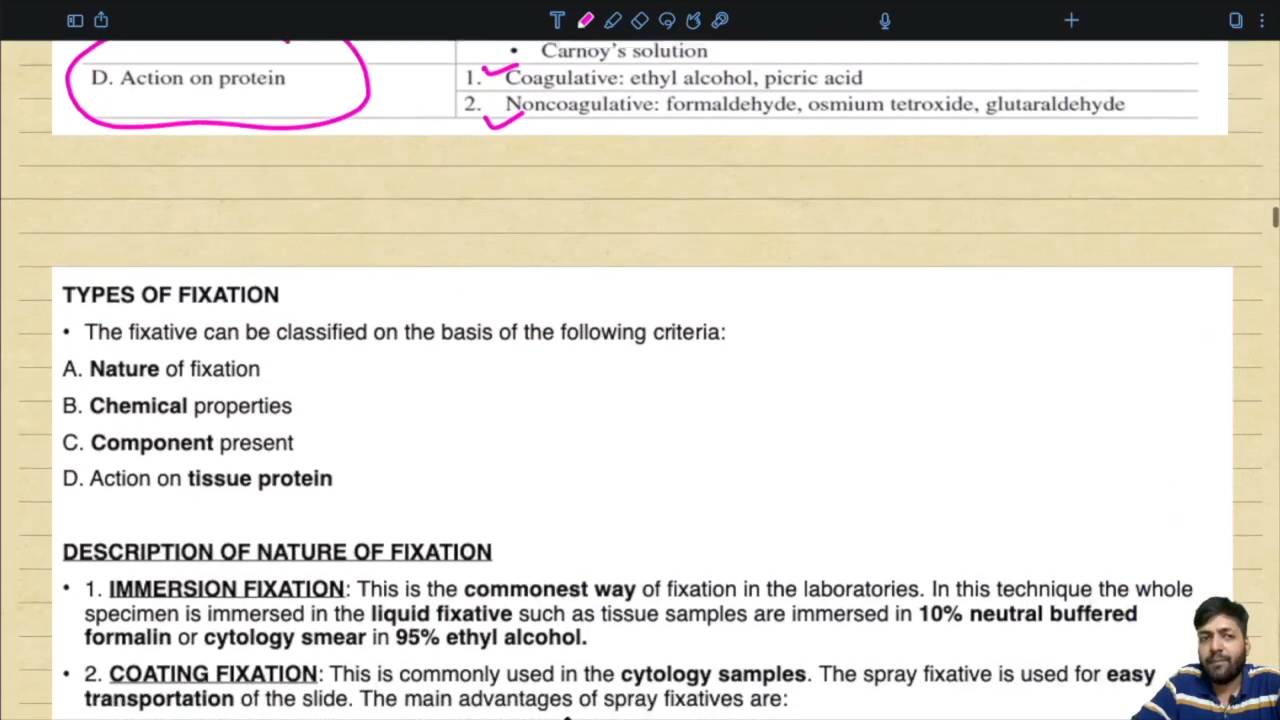 • Carnoy's solution
D. Action on protein
1. Coagulative: ethyl alcohol, picric acid
2. Noncoagulative: formaldehyde, osmium tetroxide, glutaraldehyde
TYPES OF FIXATION
• The fixative can be classified on the basis of the following criteria:
A. Nature of fixation
B. Chemical properties
C. Component present
D. Action on tissue protein
DESCRIPTION OF NATURE OF FIXATION
• 1. IMMERSION FIXATION: This is the commonest way of fixation in the laboratories. In this technique the whole
specimen is immersed in the liquid fixative such as tissue samples are immersed in 10% neutral buffered
formalin or cytology smear in 95% ethyl alcohol.
• 2. COATING FIXATION: This is commonly used in the cytology samples. The spray fixative is used for easy
transportation of the slide. The main advantages of spray fixatives are: